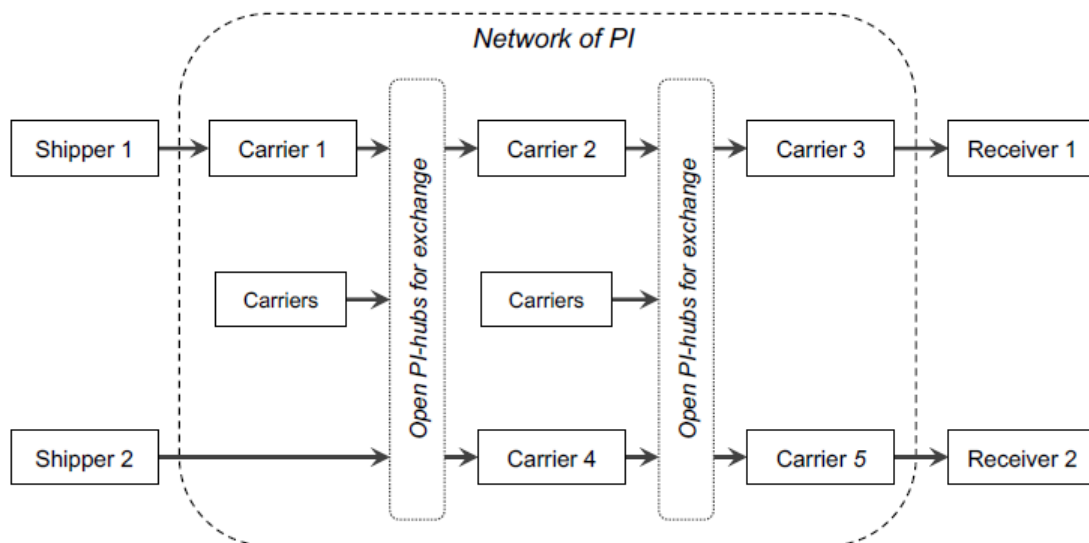 Network of PI
Shipper 1
Carrier 1
Open PI-hubs for exchange
Carrier 2
Open PI-hubs for exchange
Carrier 3
Receiver 1
Carriers
Carriers
Shipper 2
Carrier 4
Carrier 5
Receiver 2